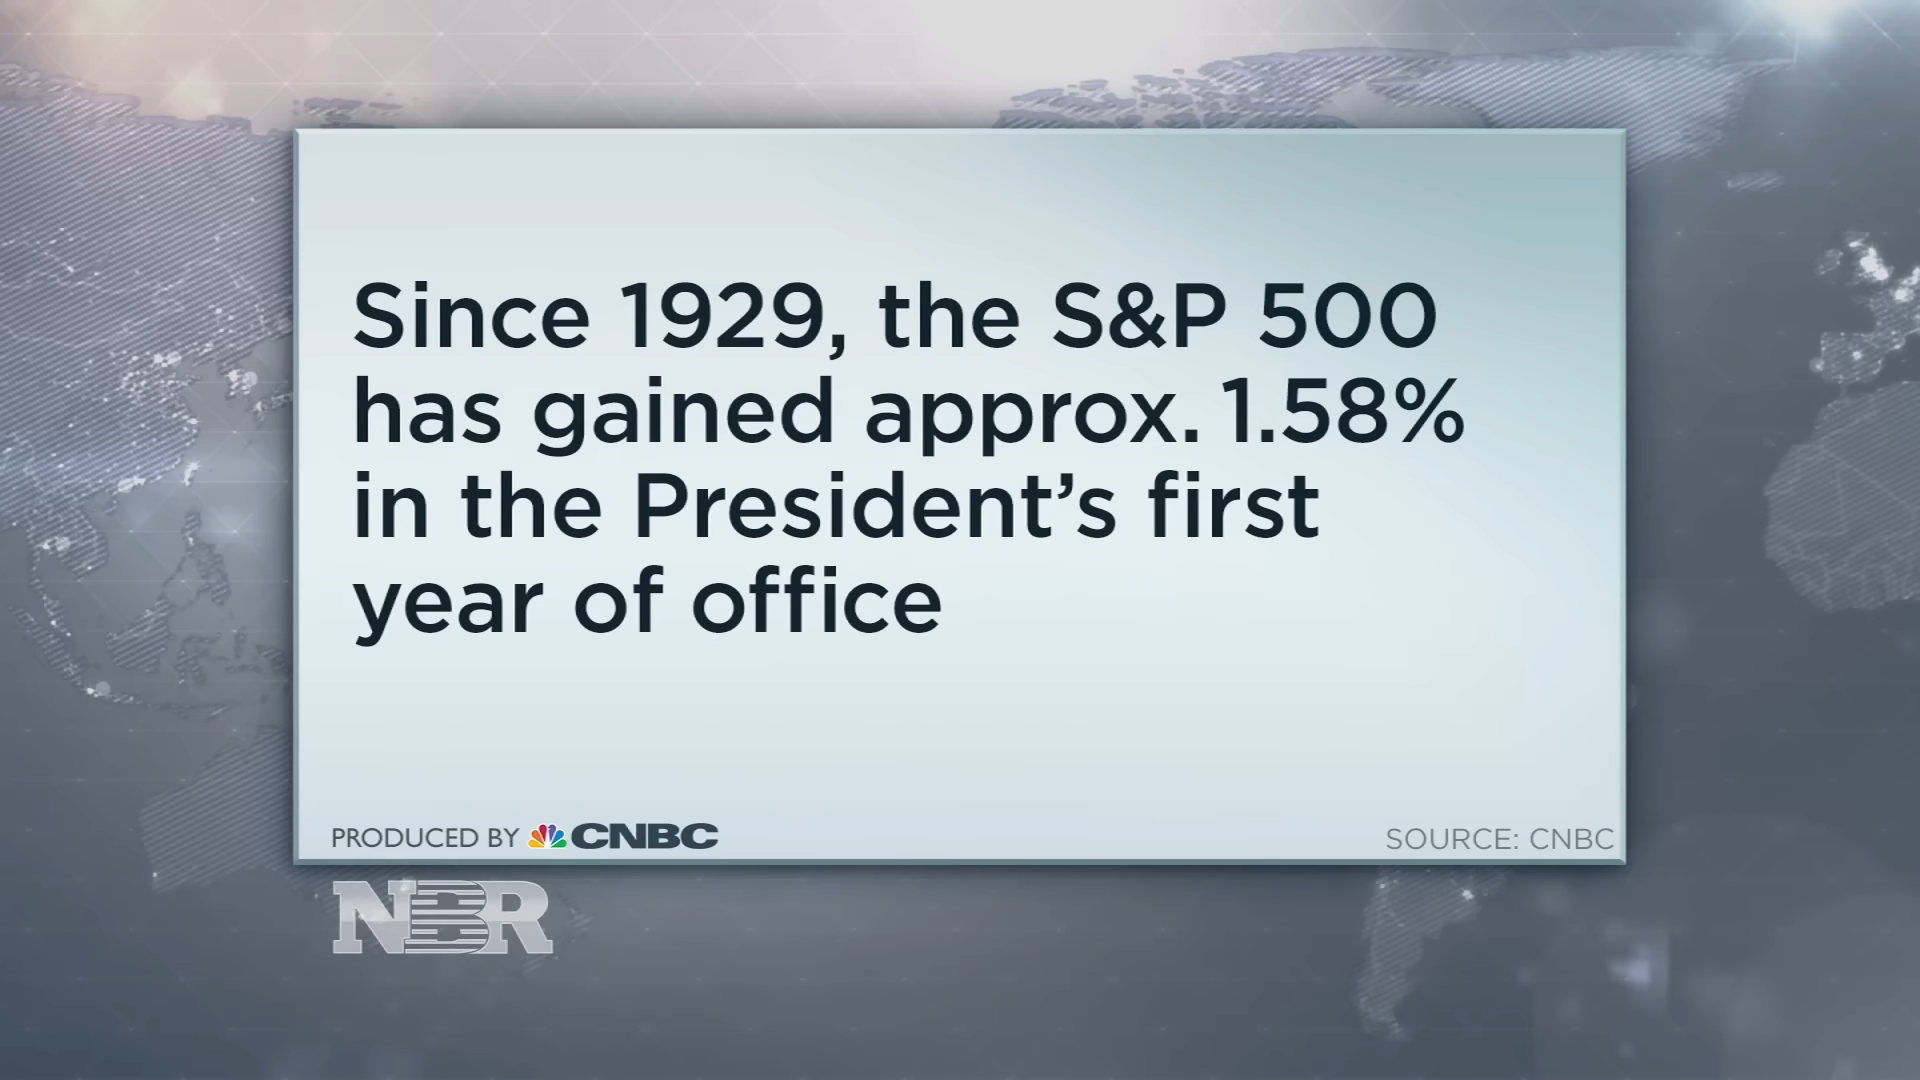 Since 1929, the S&P 500
has gained approx. 1.58%
in the President’s first
year of office
PRODUCED BY CNBC
SOURCE: CNBC
NBR